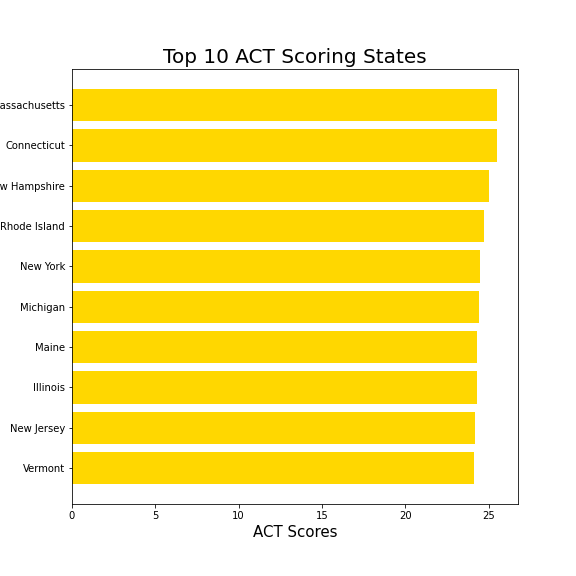 Top 10 ACT Scoring States
assachusetts
Connecticut
w Hampshire
Rhode Island
New York
Michigan
Maine
Illinois
New Jersey
Vermont
0 5 10 15 20 25
ACT Scores